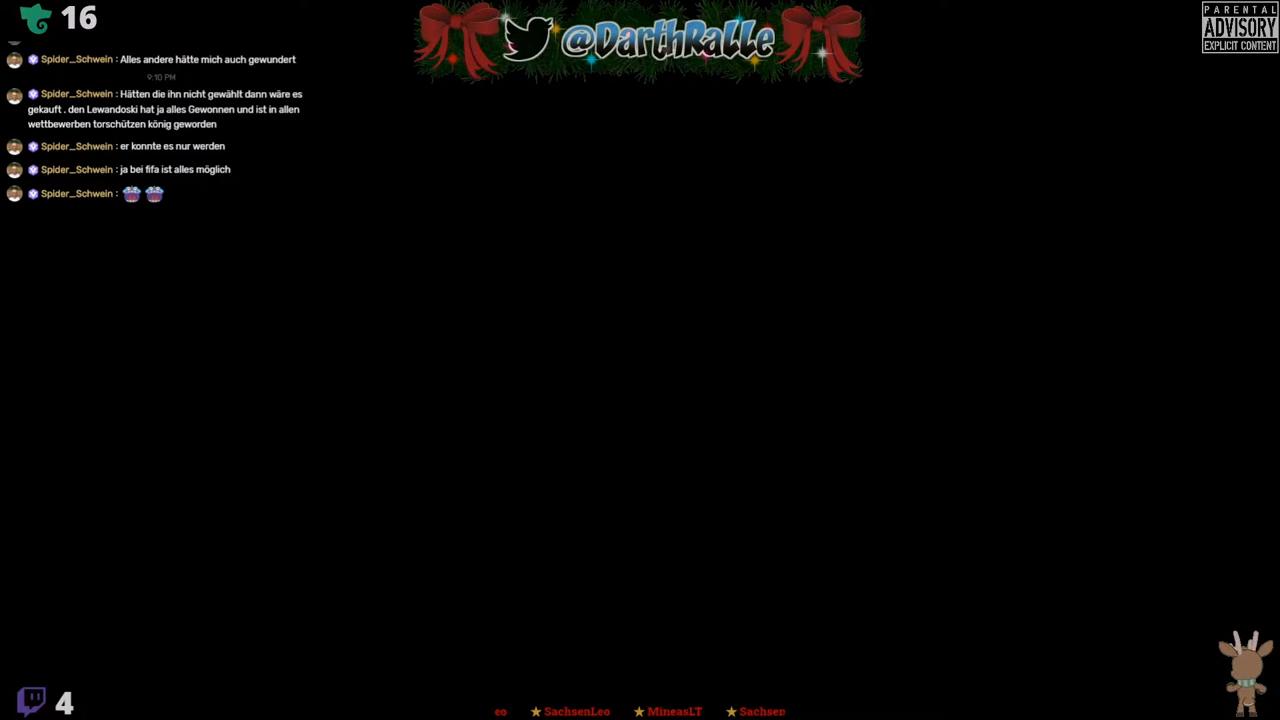 16
@DarthRaLLe
PARENTAL
ADVISORY
EXPLICIT CONTENT
Spider_Schwein : Alles andere hätte mich auch gewundert
9:10 PM
Spider_Schwein : Hätten die ihn nicht gewählt dann wäre es
gekauft . den Lewandoski hat ja alles Gewonnen und ist in allen
wettbewerben torschützen könig geworden
Spider_Schwein : er konnte es nur werden
Spider_Schwein : ja bei fifa ist alles möglich
Spider_Schwein :
4
eo ★ SachsenLeo ★ MineasLT ★ Sachsen